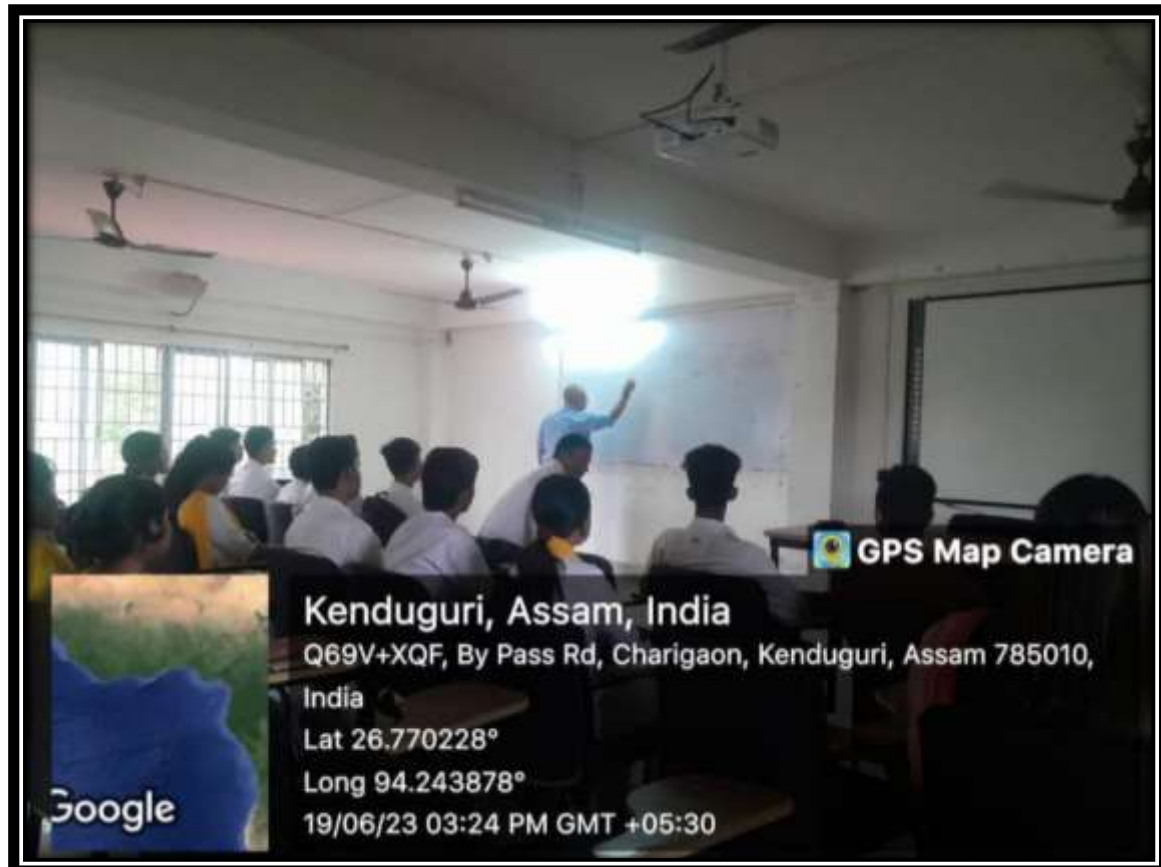 GPS Map Camera
Kenduguri, Assam, India
Q69V+XQF, By Pass Rd, Charigaon, Kenduguri, Assam 785010,
India
Lat 26.770228°
Long 94.243878°
19/06/23 03:24 PM GMT +05:30
Google